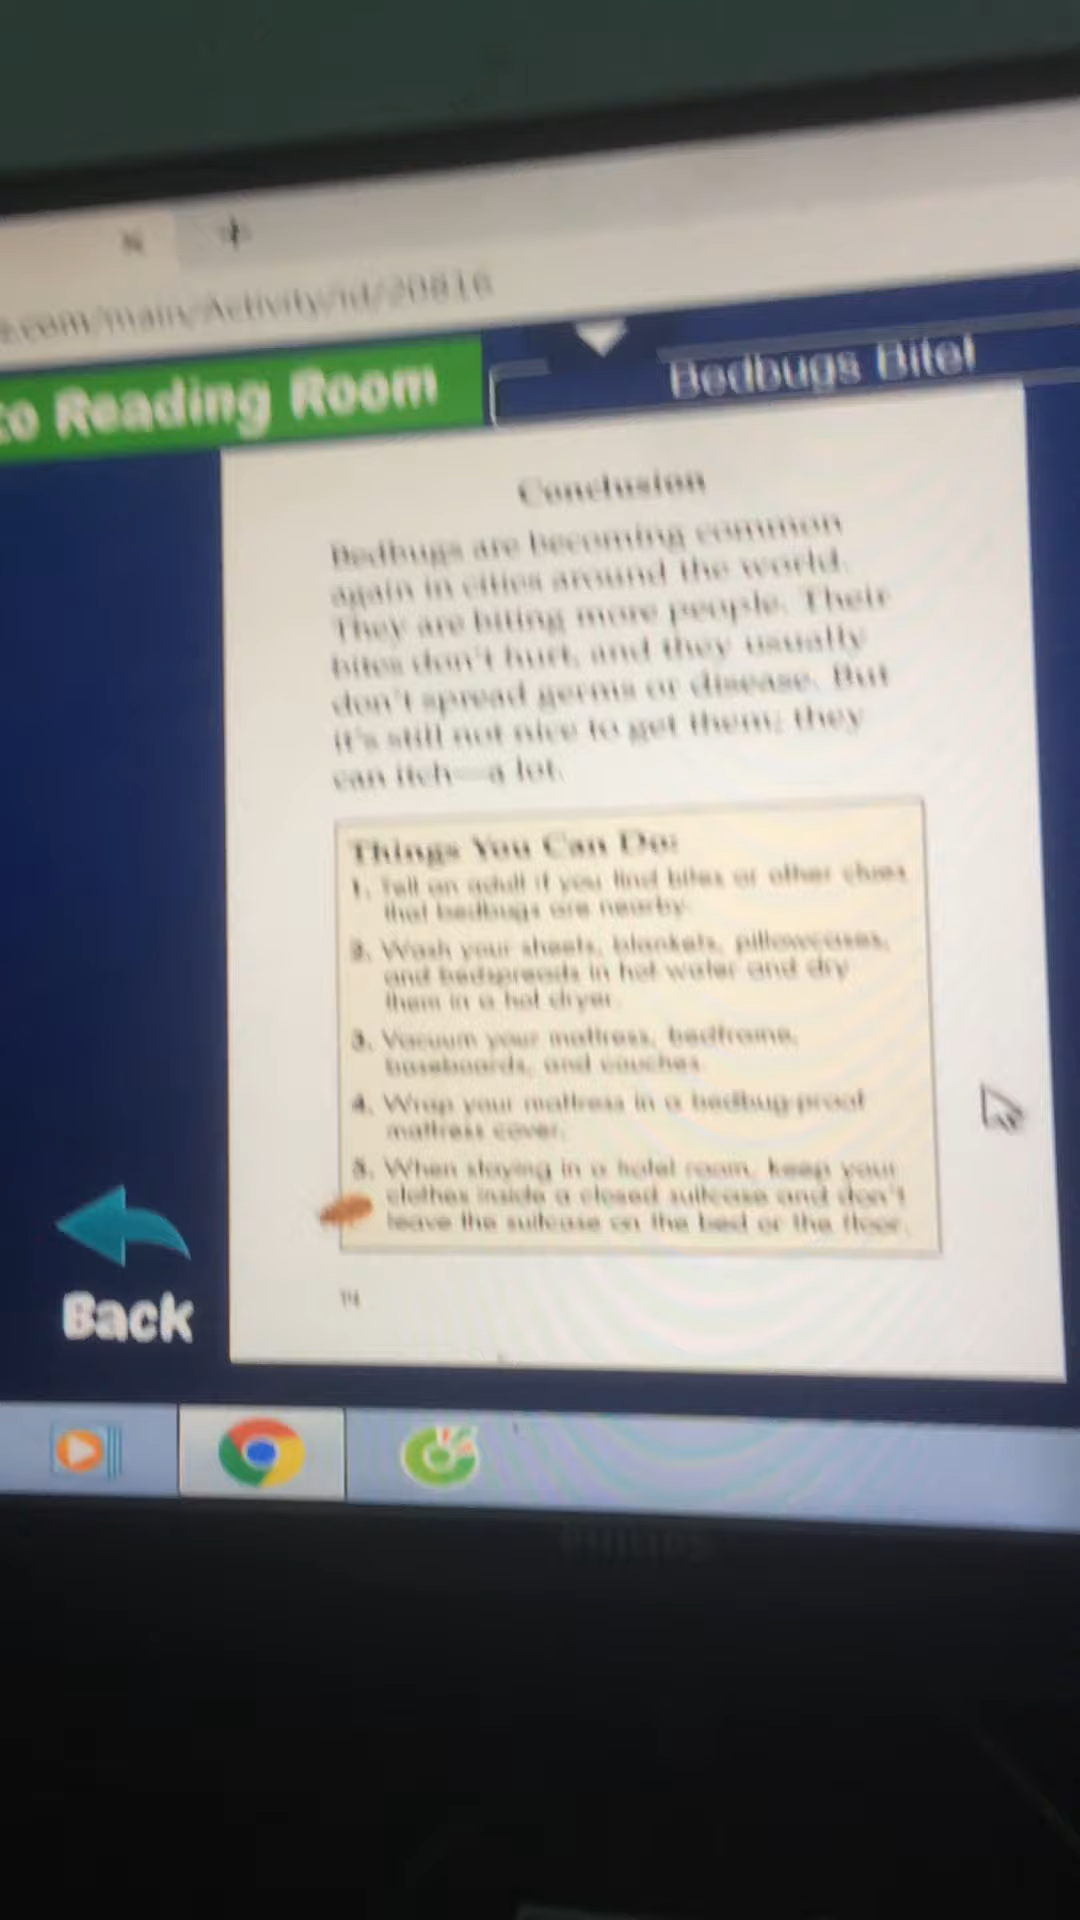 .com/main/Activity/id/20816
to Reading Room
Bedbugs Bite!
Conclusion
Bedbugs are becoming common
again in cities around the world.
They are biting more people. Their
bites don't hurt, and they usually
don't spread germs or disease. But
it's still not nice to get them; they
can itch—a lot.
Things You Can Do:
1. Tell an adult if you find bites or other clues
that bedbugs are nearby.
2. Wash your sheets, blankets, pillowcases,
and bedspreads in hot water and dry
them in a hot dryer.
3. Vacuum your mattress, bedframe,
baseboards, and couches.
4. Wrap your mattress in a bedbug-proof
mattress cover.
5. When staying in a hotel room, keep your
clothes inside a closed suitcase and don't
leave the suitcase on the bed or the floor.
14
Back
PHILIPS